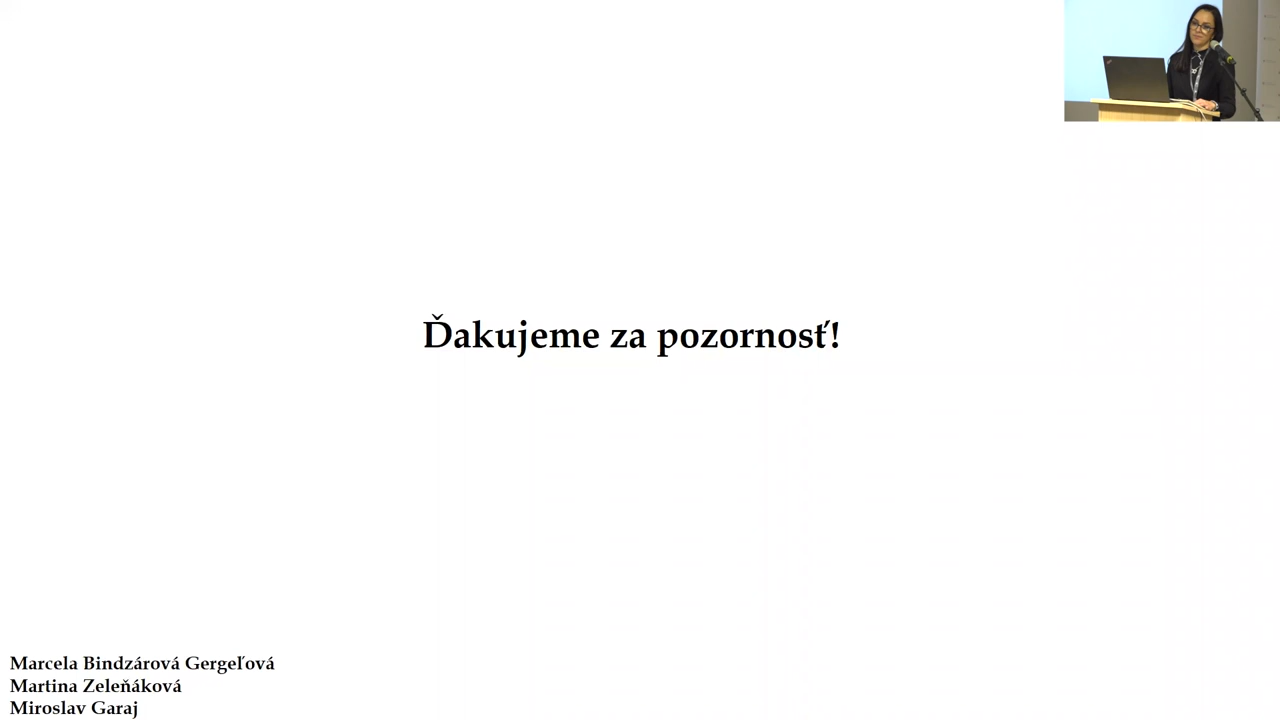 Ďakujeme za pozornosť!
Marcela Bindzárová Gergeľová
Martina Zeleňáková
Miroslav Garaj